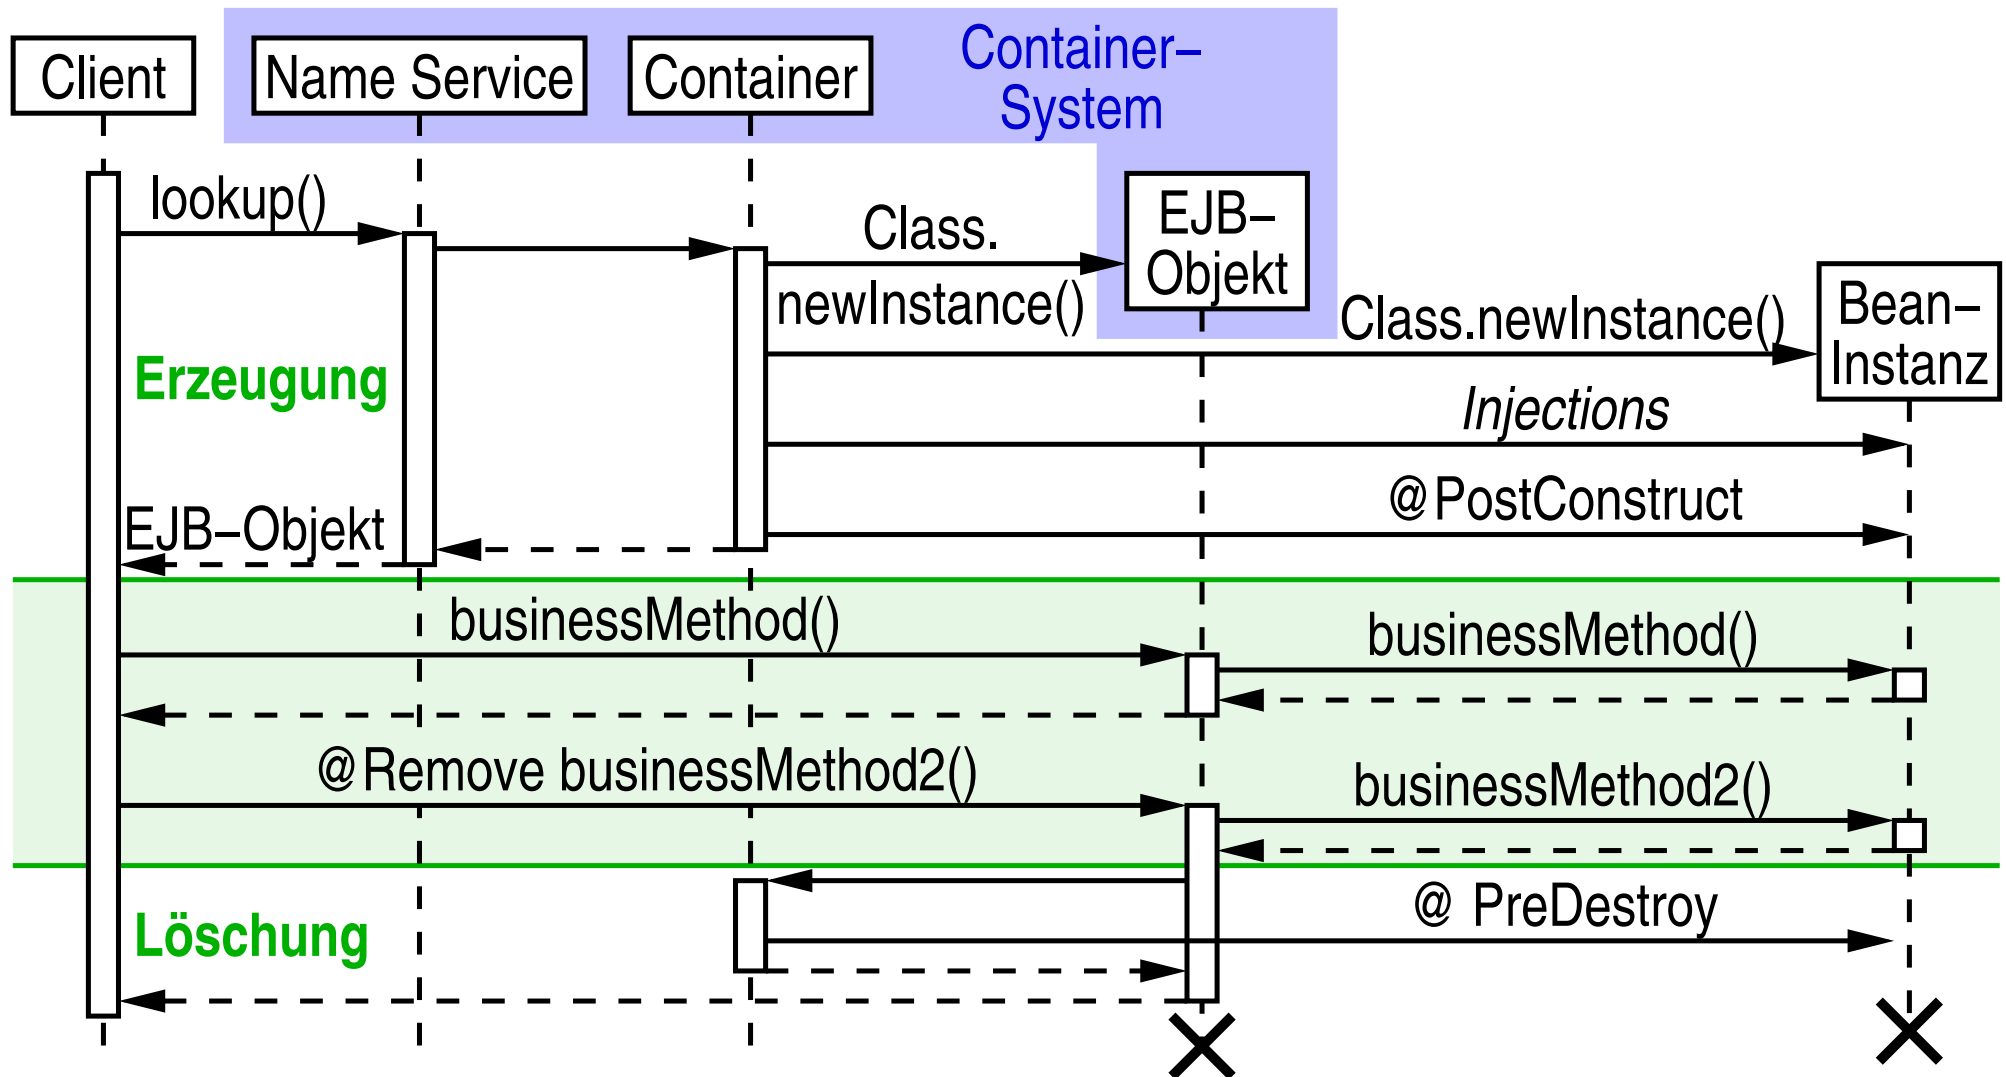 Client
Name Service
Container
Container–
System
lookup()
Class.
newInstance()
EJB–
Objekt
Class.newInstance()
Bean–
Instanz
Erzeugung
Injections
@PostConstruct
EJB–Objekt
businessMethod()
businessMethod()
@Remove businessMethod2()
businessMethod2()
@ PreDestroy
Löschung